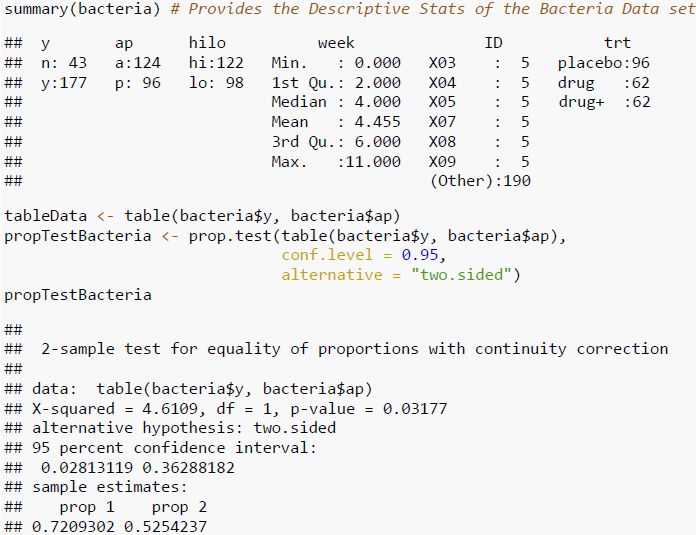 summary(bacteria) # Provides the Descriptive Stats of the Bacteria Data set
##  y       ap      hilo         week              ID           trt
##  n: 43   a:124   hi:122   Min.   : 0.000   X03    :  5   placebo:96
##  y:177   p: 96   lo: 98   1st Qu.: 2.000   X04    :  5   drug   :62
##                           Median : 4.000   X05    :  5   drug+  :62
##                           Mean   : 4.455   X07    :  5
##                           3rd Qu.: 6.000   X08    :  5
##                           Max.   :11.000   X09    :  5
##                                            (Other):190
tableData <- table(bacteria$y, bacteria$ap)
propTestBacteria <- prop.test(table(bacteria$y, bacteria$ap),
                              conf.level = 0.95,
                              alternative = "two.sided")
propTestBacteria
##
##  2-sample test for equality of proportions with continuity correction
##
## data:  table(bacteria$y, bacteria$ap)
## X-squared = 4.6109, df = 1, p-value = 0.03177
## alternative hypothesis: two.sided
## 95 percent confidence interval:
##  0.02813119 0.36288182
## sample estimates:
##    prop 1    prop 2
## 0.7209302 0.5254237